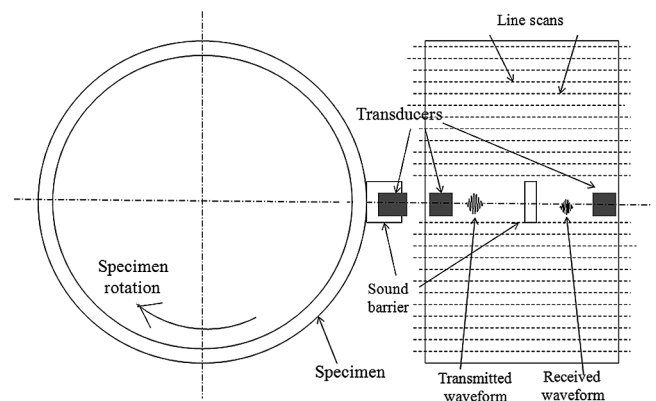 Line scans
Transducers
Specimen
rotation
Sound
barrier
Specimen
Transmitted
waveform
Received
waveform